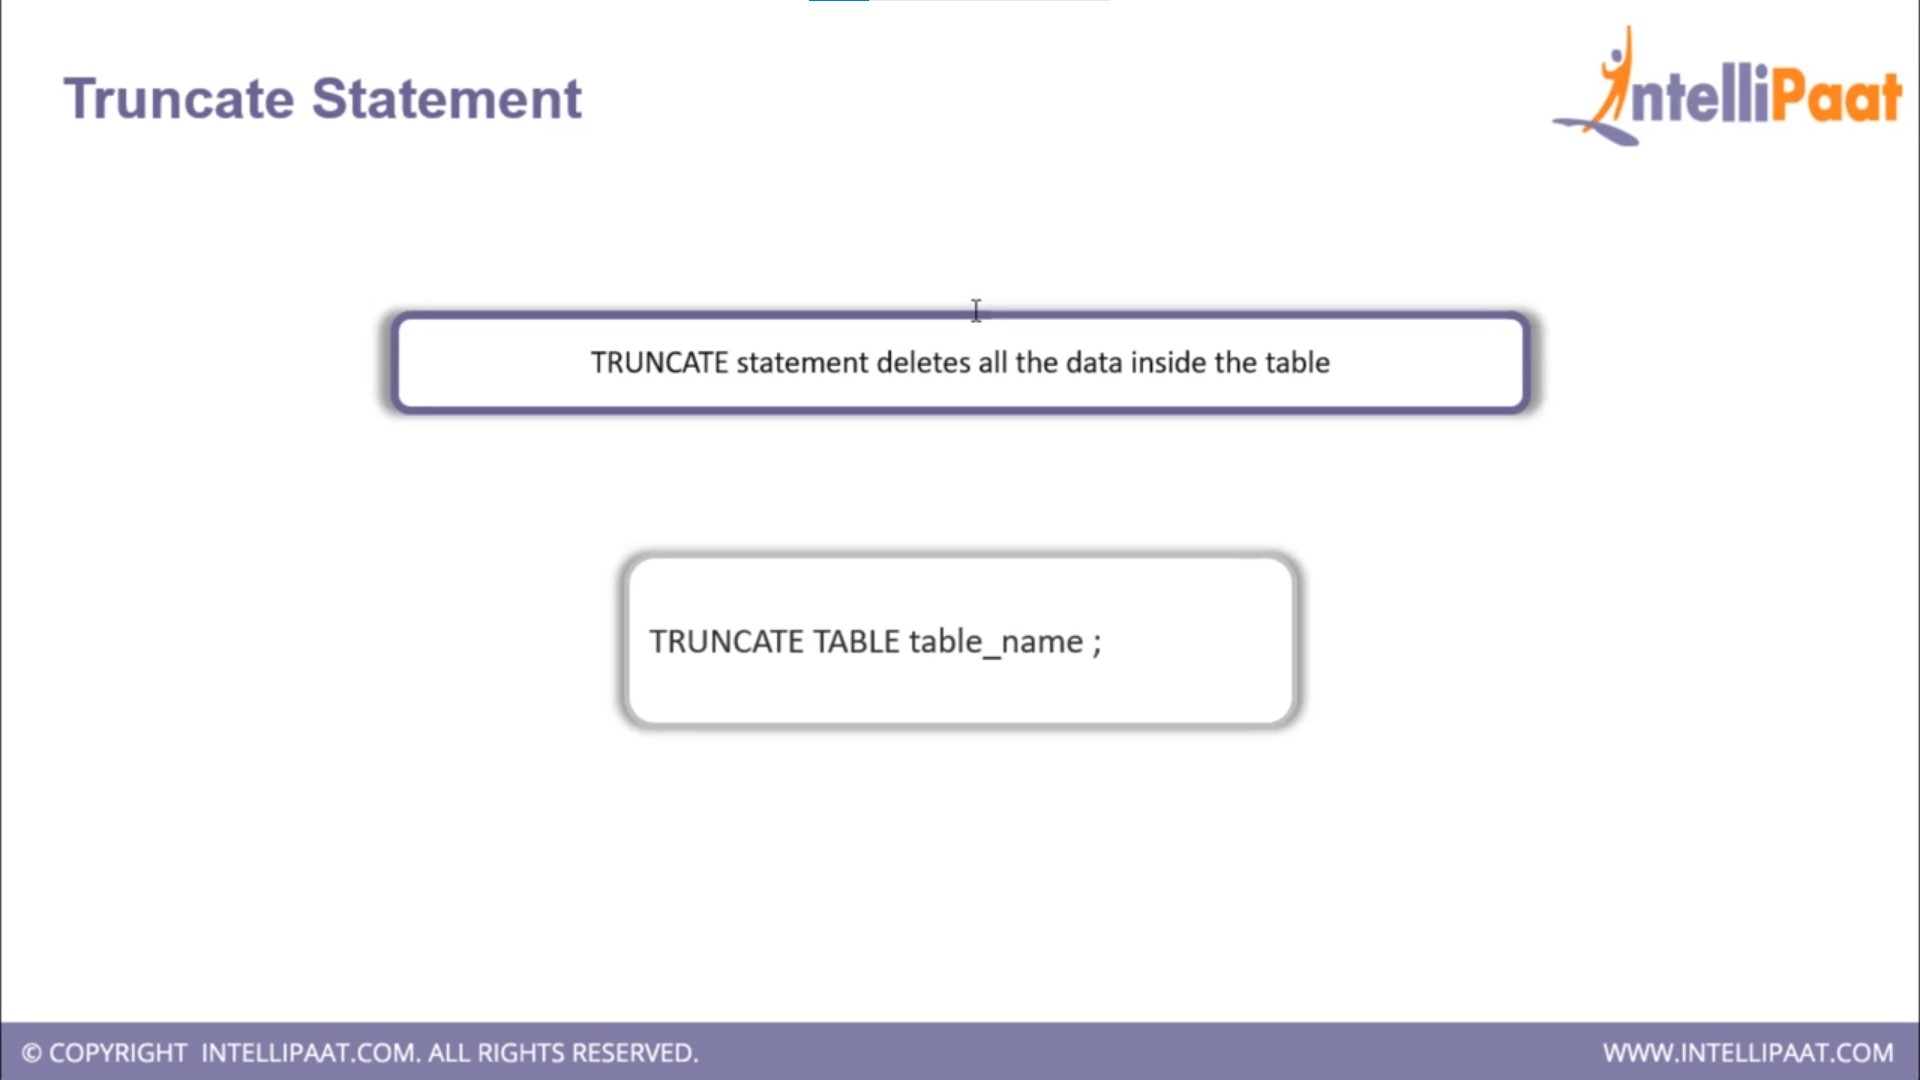 Truncate Statement
IntelliPaat
TRUNCATE statement deletes all the data inside the table
TRUNCATE TABLE table_name ;
© COPYRIGHT INTELLIPAAT.COM. ALL RIGHTS RESERVED.
WWW.INTELLIPAAT.COM